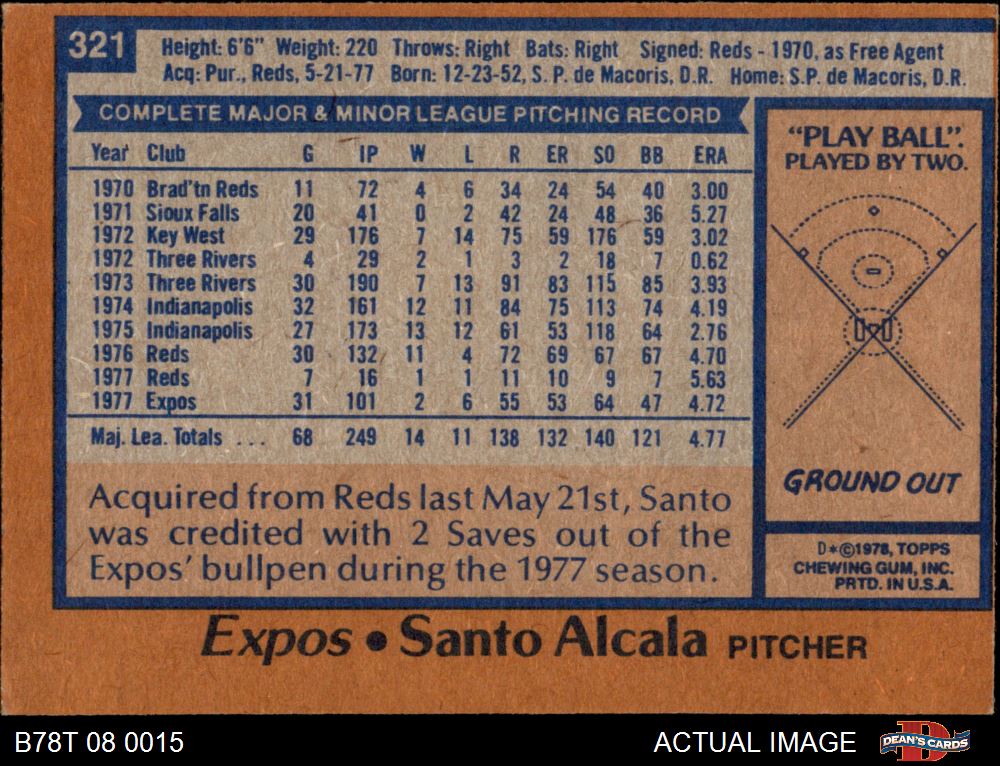 321
Height: 6'6" Weight: 220 Throws: Right Bats: Right Signed: Reds - 1970, as Free Agent
Acq: Pur., Reds, 5-21-77 Born: 12-23-52, S. P. de Macoris, D.R. Home: S.P. de Macoris, D.R.
COMPLETE MAJOR & MINOR LEAGUE PITCHING RECORD
Year Club G IP W L R ER SO BB ERA
1970 Brad'tn Reds 11 72 4 6 34 24 54 40 3.00
1971 Sioux Falls 20 41 0 2 42 24 48 36 5.27
1972 Key West 29 176 7 14 75 59 176 59 3.02
1972 Three Rivers 4 29 2 1 3 2 18 7 0.62
1973 Three Rivers 30 190 7 13 91 83 115 85 3.93
1974 Indianapolis 32 161 12 11 84 75 113 74 4.19
1975 Indianapolis 27 173 13 12 61 53 118 64 2.76
1976 Reds 30 132 11 4 72 69 67 67 4.70
1977 Reds 7 16 1 1 11 10 9 7 5.63
1977 Expos 31 101 2 6 55 53 64 47 4.72
Maj. Lea. Totals ... 68 249 14 11 138 132 140 121 4.77
Acquired from Reds last May 21st, Santo
was credited with 2 Saves out of the
Expos' bullpen during the 1977 season.
"PLAY BALL".
PLAYED BY TWO.
GROUND OUT
D*©1978, TOPPS
CHEWING GUM, INC.
PRTD. IN U.S.A.
Expos • Santo Alcala PITCHER
B78T 08 0015
ACTUAL IMAGE
DEAN'S CARDS